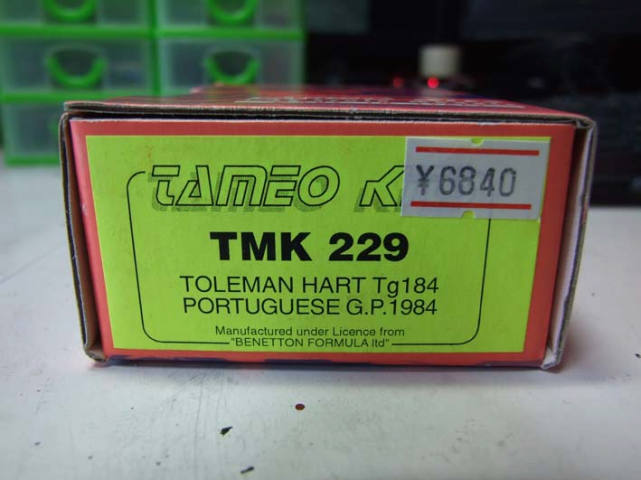 TAMEO K
¥6840
TMK 229
TOLEMAN HART Tg184
PORTUGUESE G.P.1984
Manufactured under Licence from
"BENETTON FORMULA ltd"